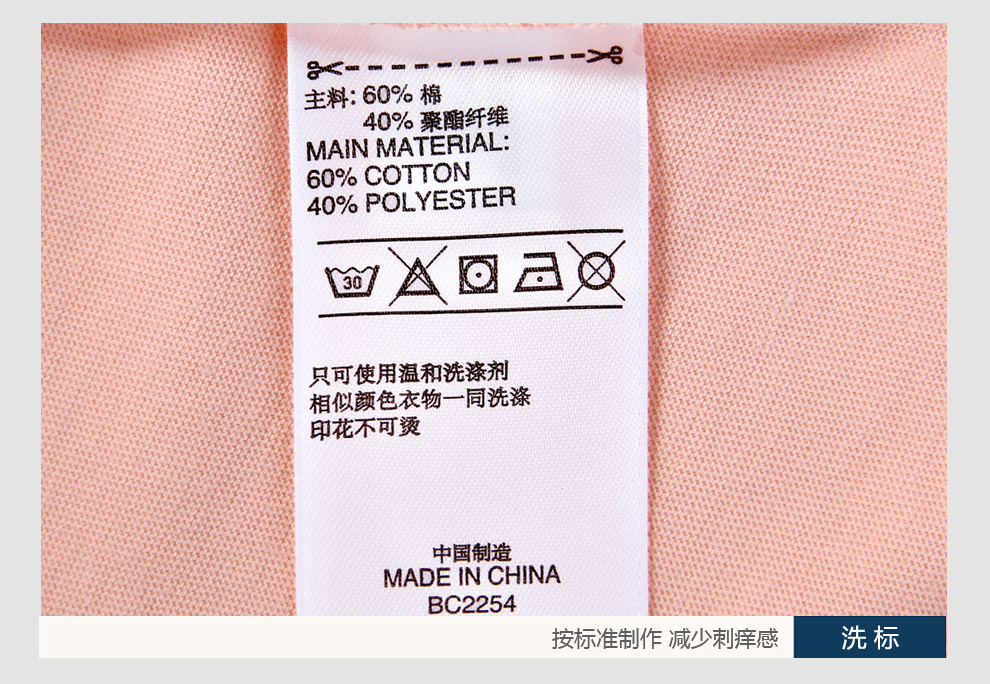 主料: 60% 棉
40% 聚酯纤维
MAIN MATERIAL:
60% COTTON
40% POLYESTER
30
只可使用温和洗涤剂
相似颜色衣物一同洗涤
印花不可烫
中国制造
MADE IN CHINA
BC2254
按标准制作 减少刺痒感
洗标